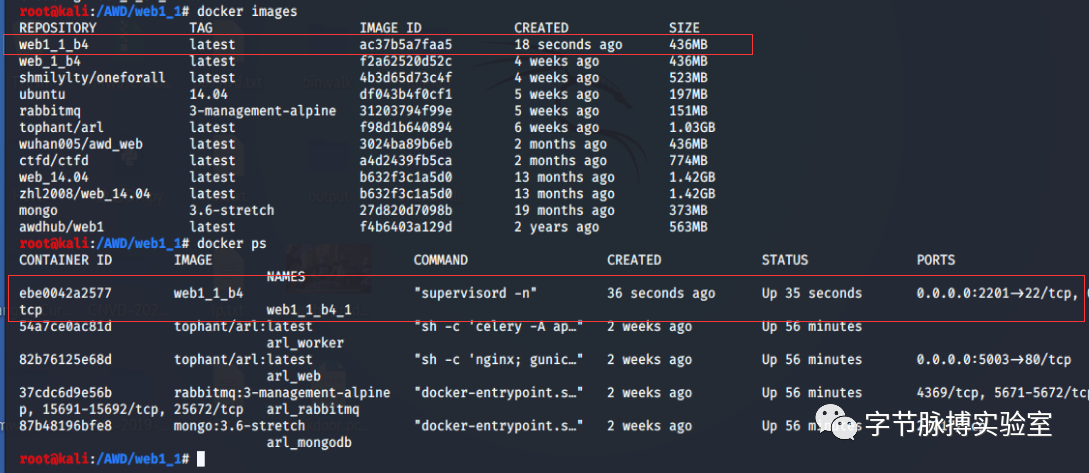 root@kali:/AWD/web1_1# docker images
REPOSITORY TAG IMAGE ID CREATED SIZE
web1_1_b4 latest ac37b5a7faa5 18 seconds ago 436MB
web_1_b4 latest f2a62520d52c 4 weeks ago 436MB
shmilylty/oneforall latest 4b3d65d73c4f 4 weeks ago 523MB
ubuntu 14.04 df043b4f0cf1 5 weeks ago 197MB
rabbitmq 3-management-alpine 31203794f99e 5 weeks ago 151MB
tophant/arl latest f98d1b640894 6 weeks ago 1.03GB
wuhan005/awd_web latest 3024ba89b6eb 2 months ago 436MB
ctfd/ctfd latest a4d2439fb5ca 2 months ago 774MB
web_14.04 latest b632f3c1a5d0 13 months ago 1.42GB
zhl2008/web_14.04 latest b632f3c1a5d0 13 months ago 1.42GB
mongo 3.6-stretch 27d820d7098b 19 months ago 373MB
awdhub/web1 latest f4b6403a129d 2 years ago 563MB
root@kali:/AWD/web1_1# docker ps
CONTAINER ID IMAGE COMMAND CREATED STATUS PORTS
NAMES
ebe0042a2577 web1_1_b4 "supervisord -n" 36 seconds ago Up 35 seconds 0.0.0.0:2201→22/tcp,
tcp web1_1_b4_1
54a7ce0ac81d tophant/arl:latest "sh -c 'celery -A ap…" 2 weeks ago Up 56 minutes
arl_worker
82b76125e68d tophant/arl:latest "sh -c 'nginx; gunic…" 2 weeks ago Up 56 minutes 0.0.0.0:5003→80/tcp
arl_web
37cdc6d9e56b rabbitmq:3-management-alpine "docker-entrypoint.s…" 2 weeks ago Up 56 minutes 4369/tcp, 5671-5672/tc
p, 15691-15692/tcp, 25672/tcp arl_rabbitmq
87b48196bfe8 mongo:3.6-stretch "docker-entrypoint.s…" 2 weeks ago Up 56 minutes
arl_mongodb
root@kali:/AWD/web1_1#
字节脉搏实验室